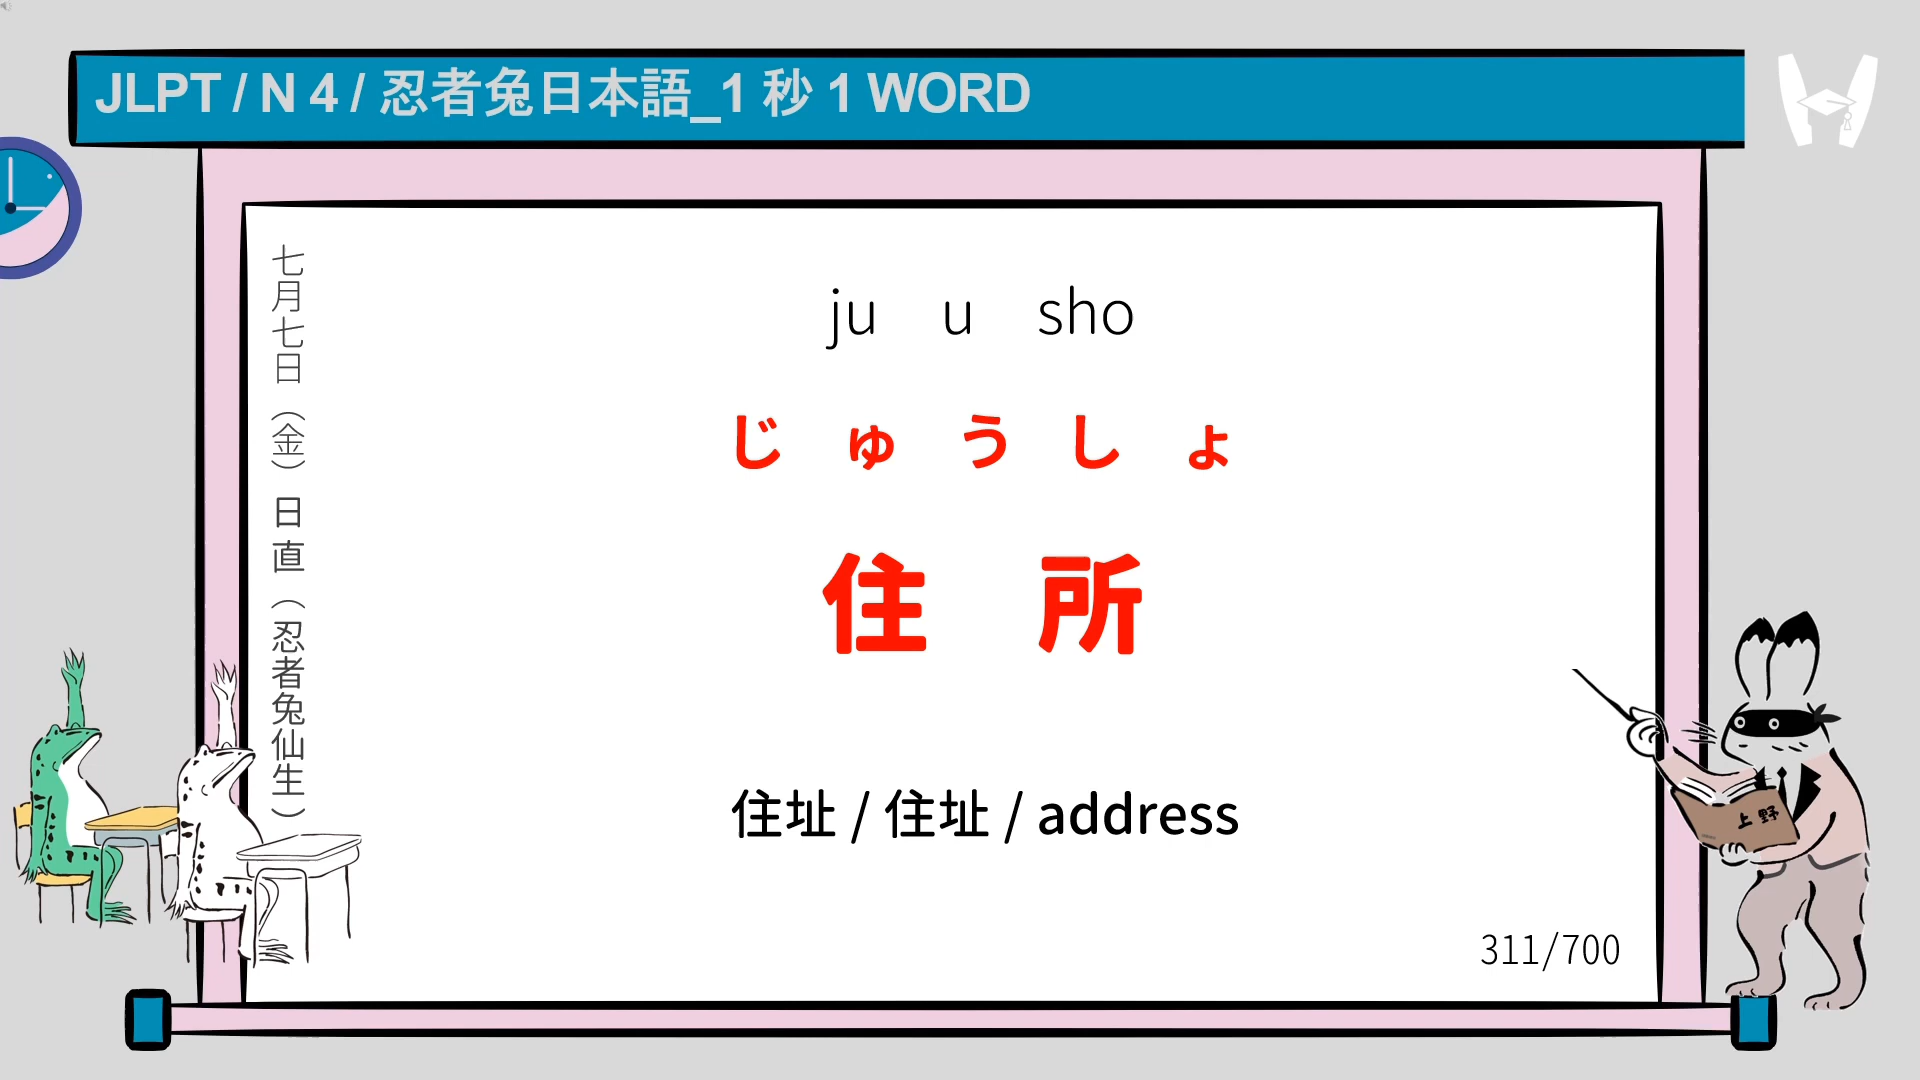 JLPT / N 4 / 忍者兔日本語_1 秒 1 WORD
七月七日（金）日直（忍者兔仙生）
ju u sho
じゅうしょ
住所
住址 / 住址 / address
上野
311/700